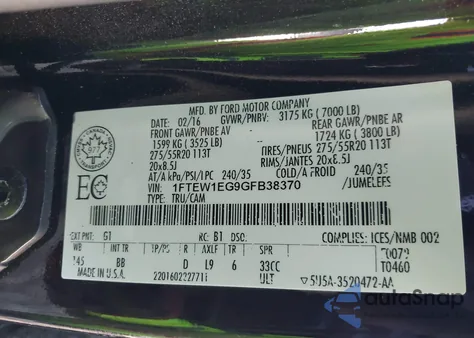 MFD. BY FORD MOTOR COMPANY
DATE: 02/16 GVWR/PNBV: 3175 KG ( 7000 LB)
FRONT GAWR/PNBE AV REAR GAWR/PNBE AR
1599 KG ( 3525 LB) 1724 KG ( 3800 LB)
275/55R20 113T 275/55R20 113T
20x8.5J RIMS/JANTES 20x8.5J
AT/A kPa/PSI/LPC 240/35 COLD/A FROID 240/35
VIN: 1FTEW1EG9GFB38370 /JUMELEES
TYPE: TRU/CAM
CANADA
977
EC
EXT PNT: G1 RC: B1 DSO: COMPLIES: ICES/NMB 002
WB INT TR TP/PS R AXLE TR SPR
145 BB D L9 6 33CC T0460
MADE IN U.S.A. ULT 5U5A-3520472-AA
AutoSnap